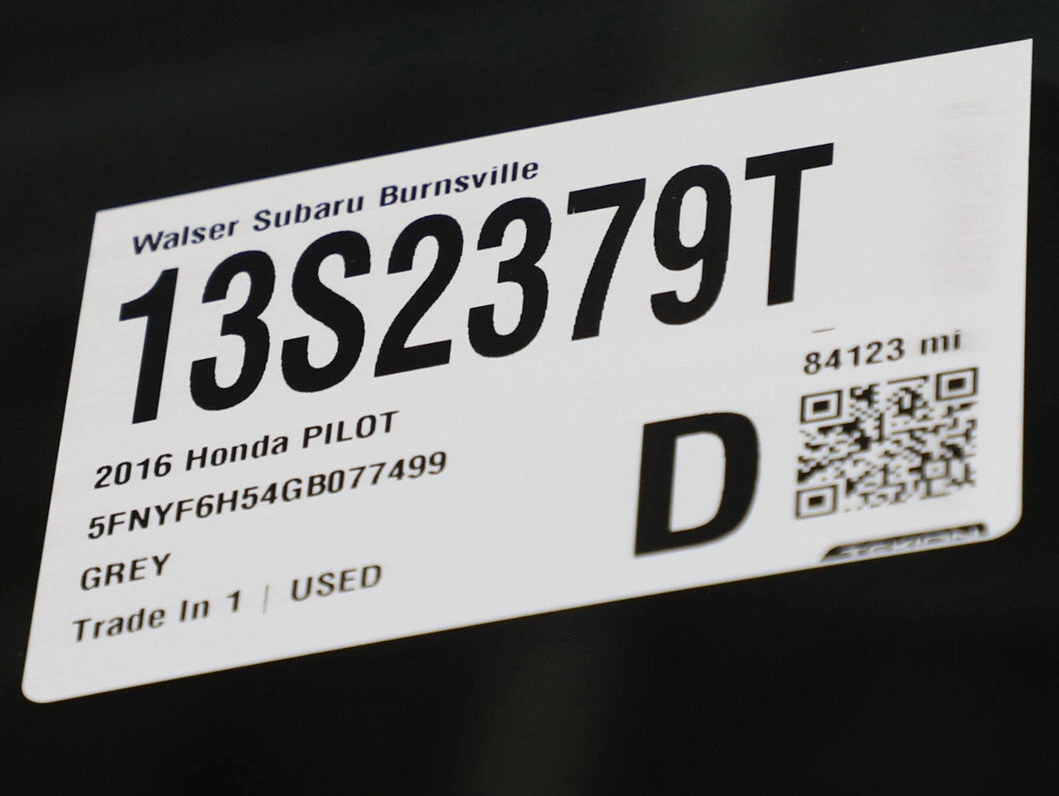 Walser Subaru Burnsville
13S2379T
84123 mi
2016 Honda PILOT
5FNYF6H54GB077499
D
GREY
Trade In 1 | USED